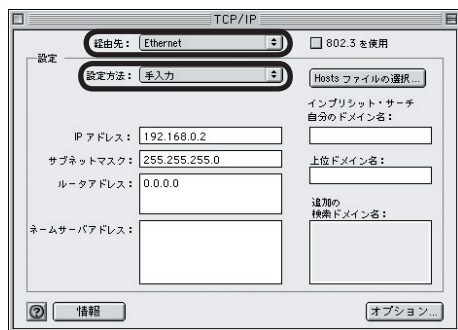 TCP/IP
経由先： Ethernet
802.3 を使用
設定
設定方法： 手入力
Hosts ファイルの選択...
インプリシット・サーチ
自分のドメイン名：
IP アドレス： 192.168.0.2
サブネットマスク： 255.255.255.0
上位ドメイン名：
ルータアドレス： 0.0.0.0
追加の
検索ドメイン名：
ネームサーバアドレス：
?
情報
オプション...